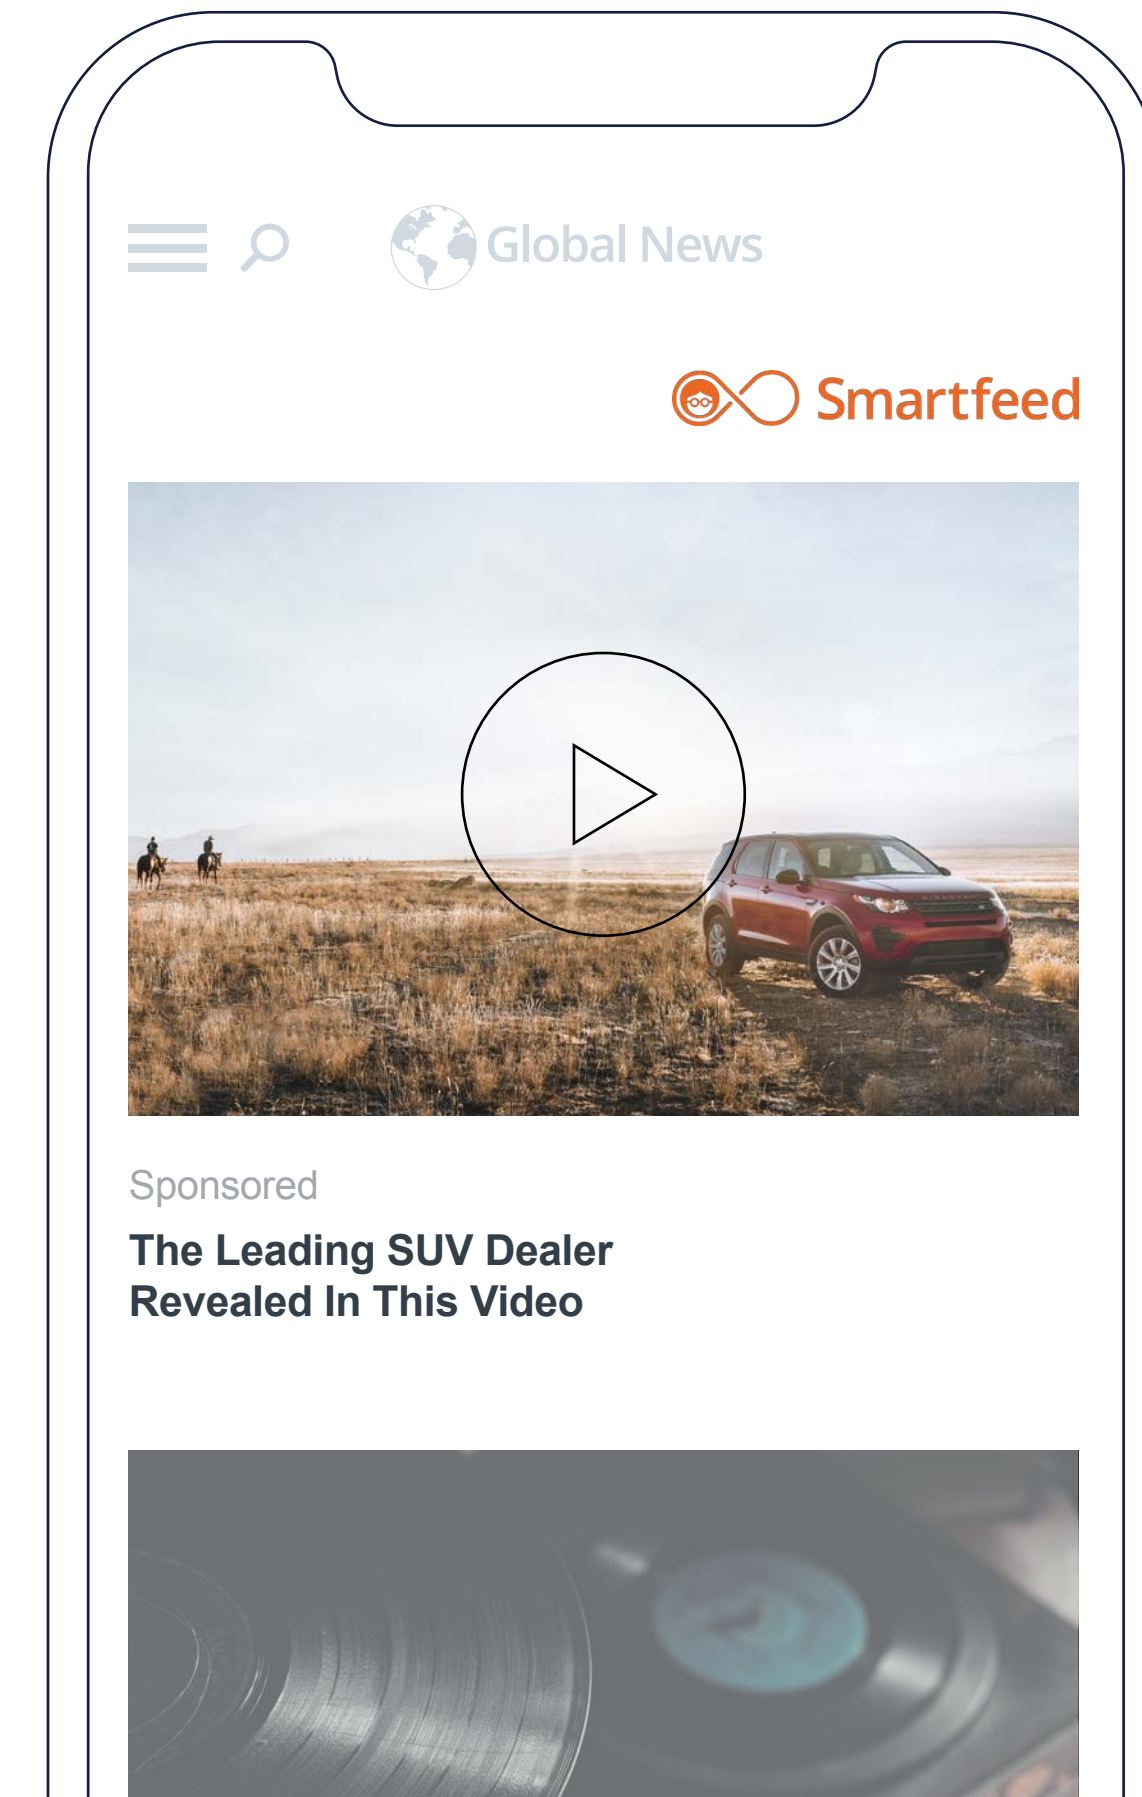 Global News
Smartfeed
Sponsored
The Leading SUV Dealer
Revealed In This Video